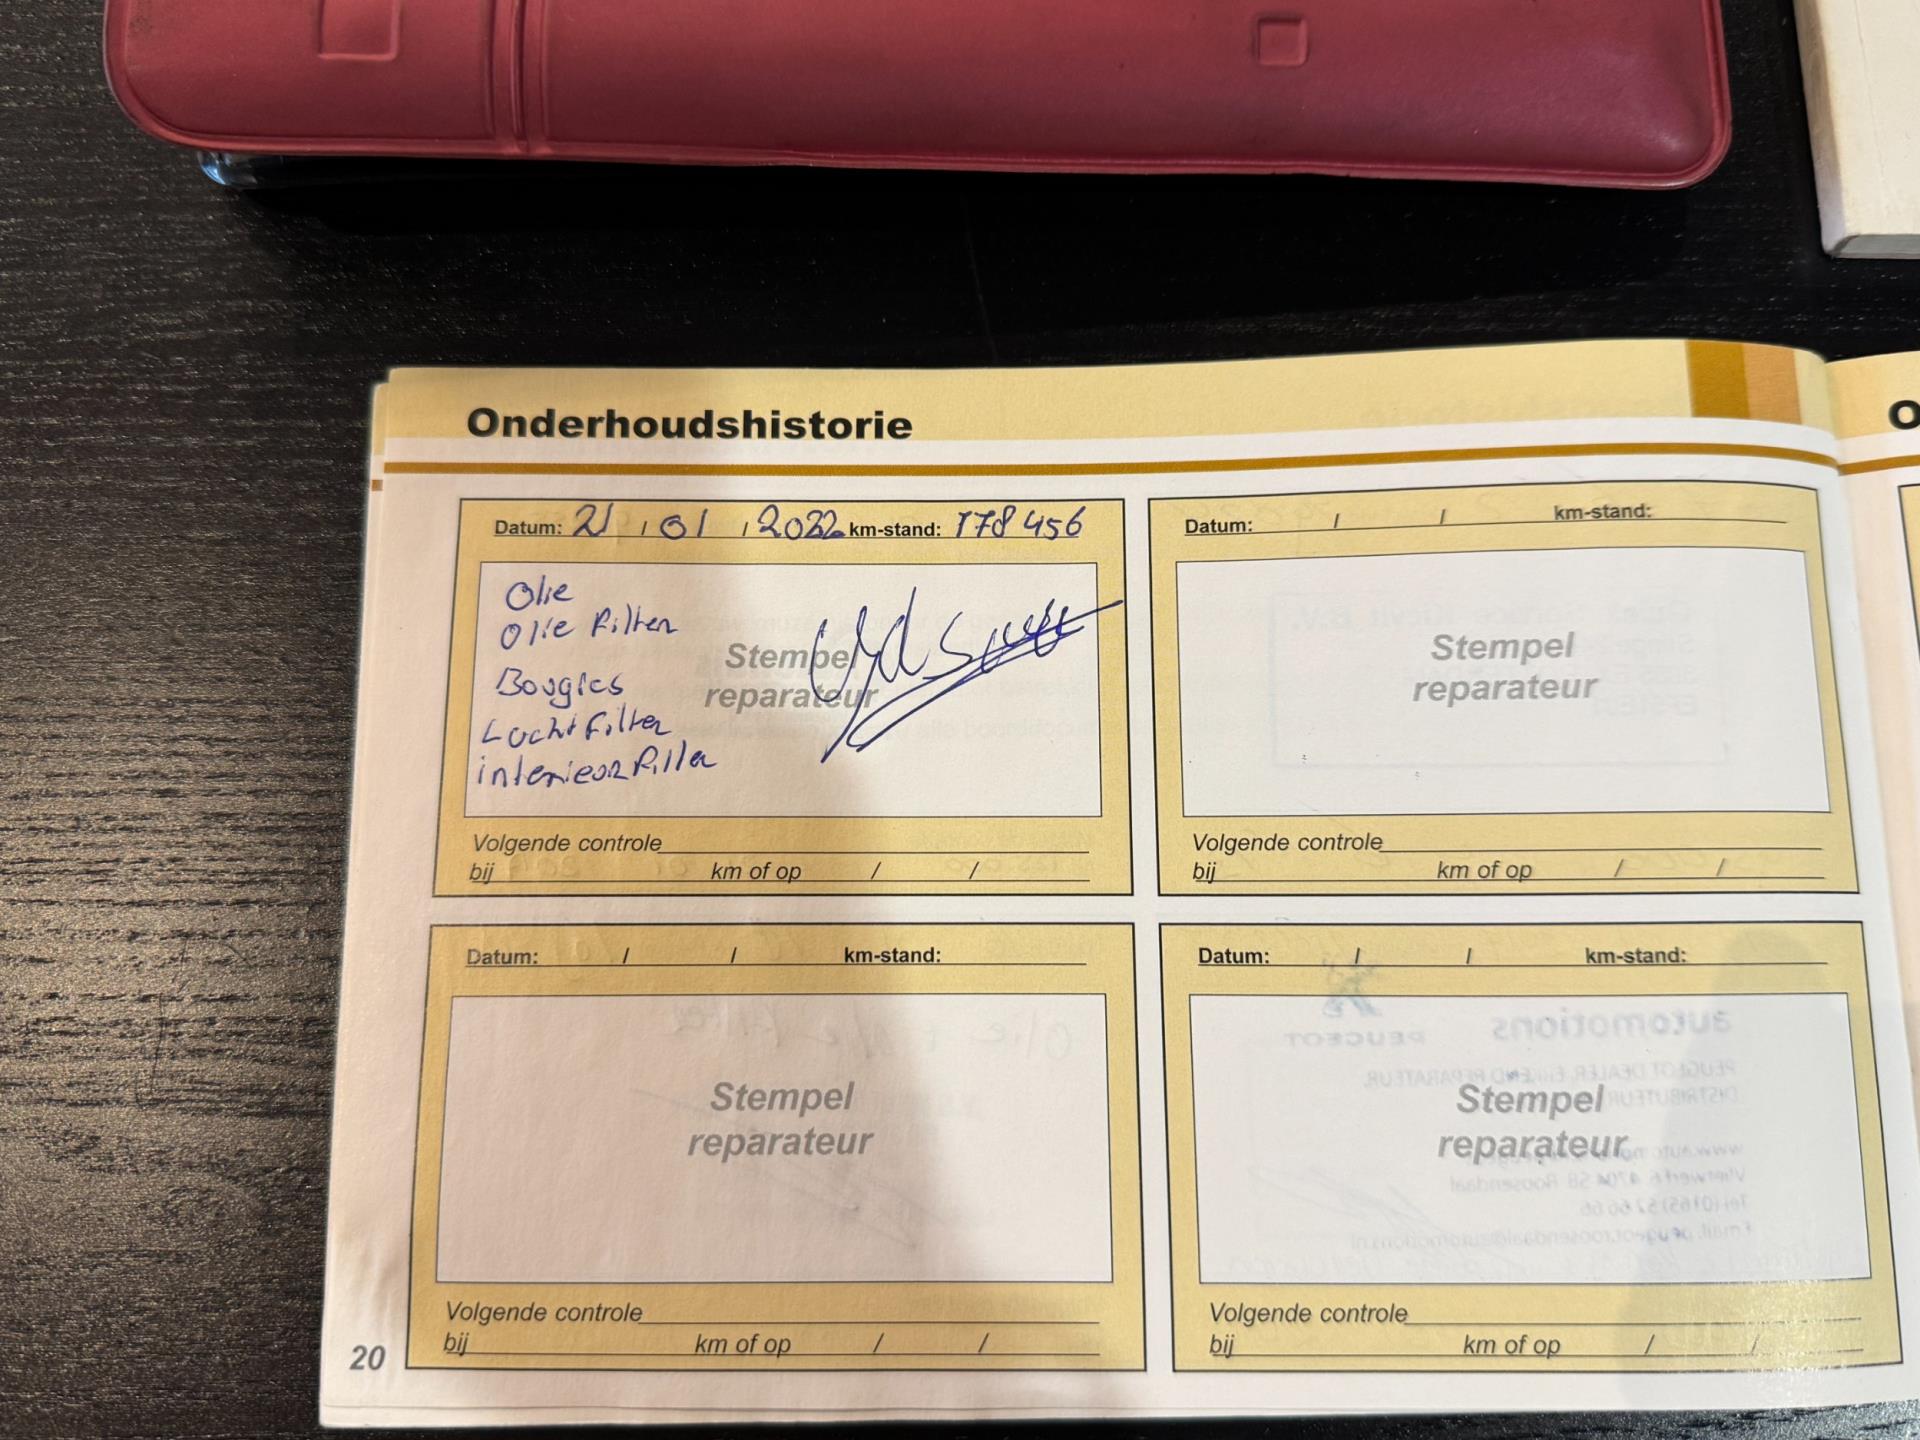 Onderhoudshistorie
O
Datum: 21 / 01 / 2022 km-stand: 178 456
Olie
Olie filter
Bougies
Luchtfilter
interieurfilter
Stempel
reparateur
Volgende controle
bij km of op / /
Datum: / / km-stand:
Stempel
reparateur
Volgende controle
bij km of op / /
Datum: / / km-stand:
Stempel
reparateur
Volgende controle
bij km of op / /
Datum: / / km-stand:
Stempel
reparateur
Volgende controle
bij km of op / /
20